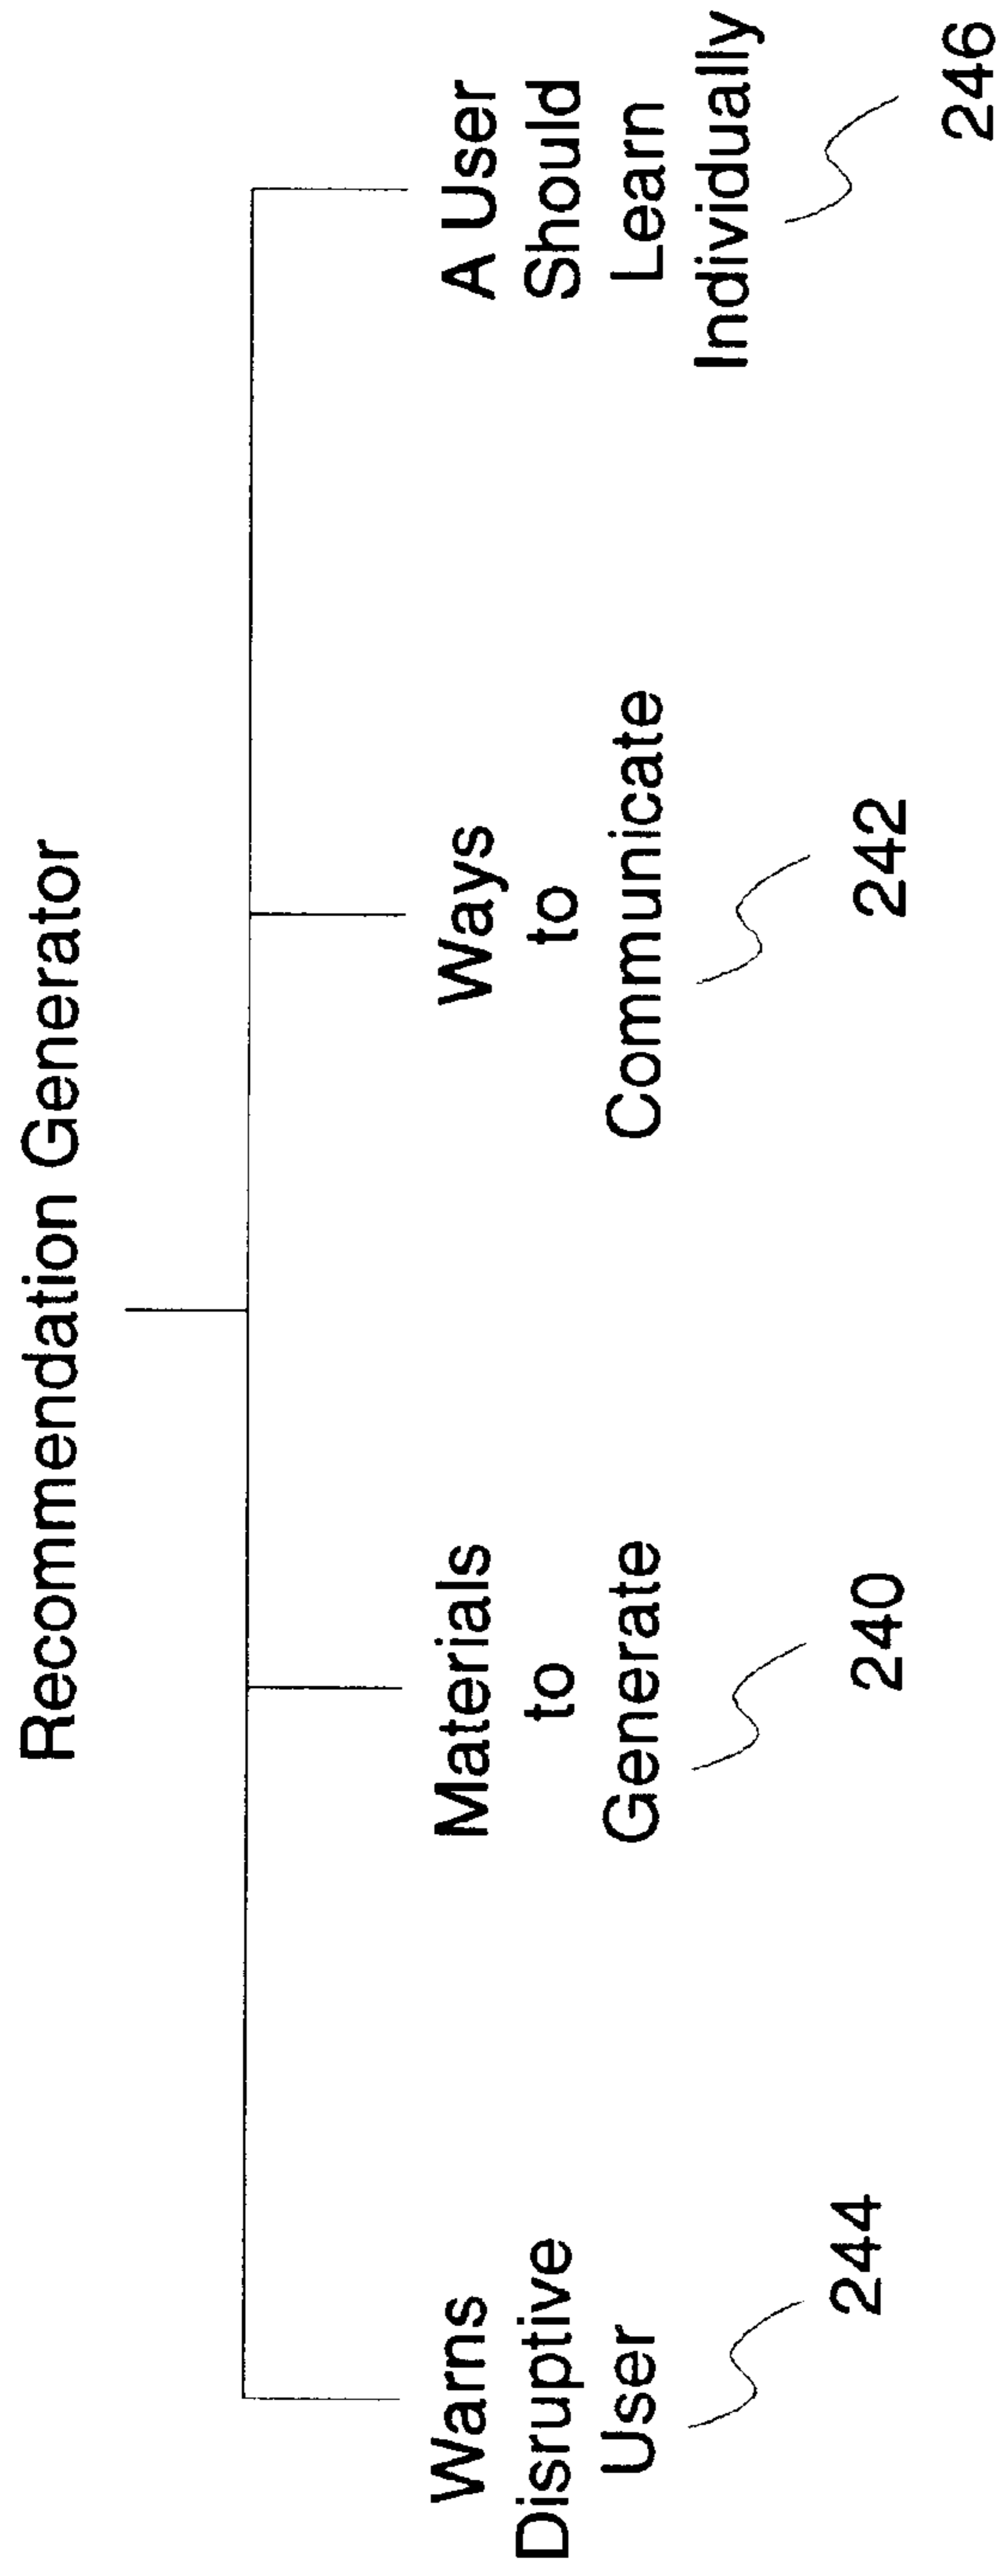 Recommendation Generator
Warns
Disruptive
User
244
Materials
to
Generate
240
Ways
to
Communicate
242
A User
Should
Learn
Individually
246